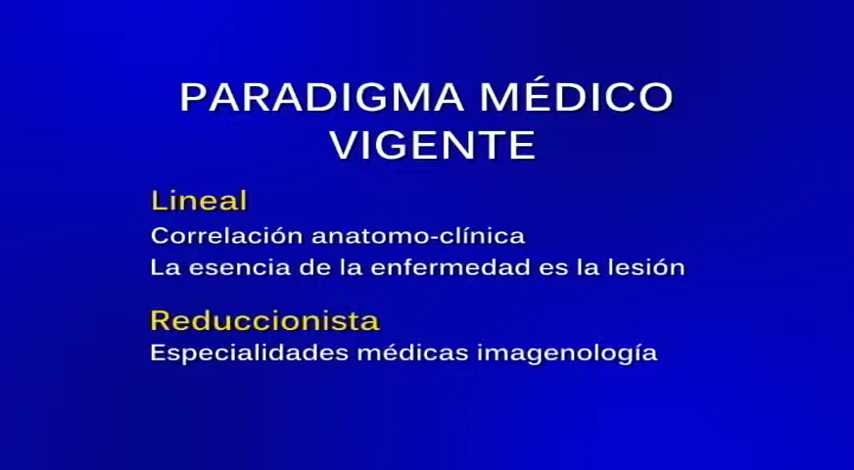 PARADIGMA MÉDICO
VIGENTE
Lineal
Correlación anatomo-clínica
La esencia de la enfermedad es la lesión
Reduccionista
Especialidades médicas imagenología